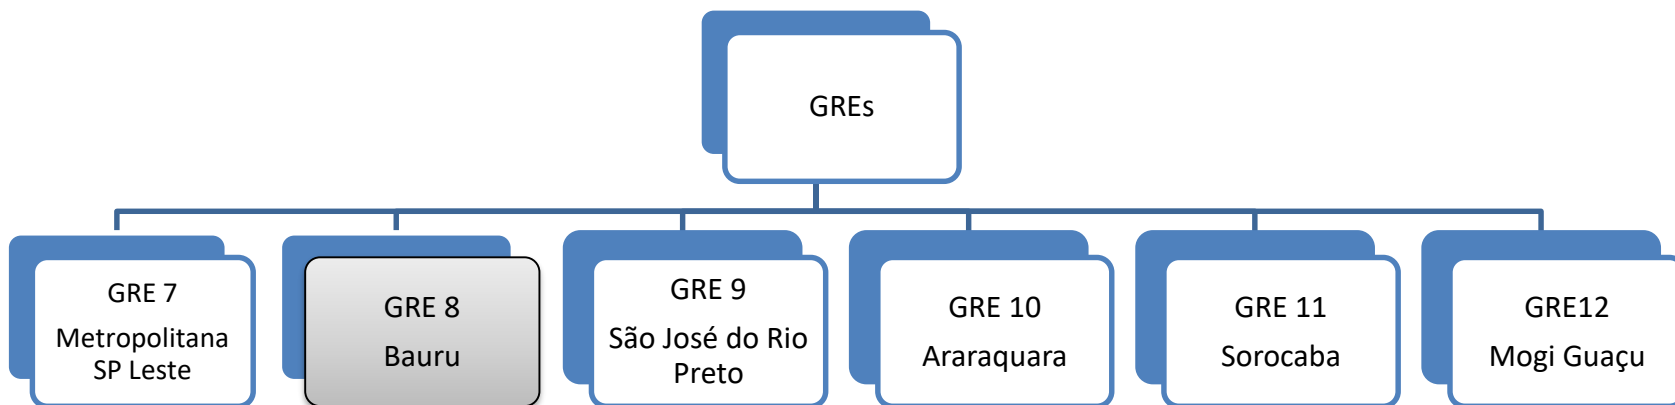 GREs
GRE 7
Metropolitana
SP Leste
GRE 8
Bauru
GRE 9
São José do Rio
Preto
GRE 10
Araraquara
GRE 11
Sorocaba
GRE12
Mogi Guaçu